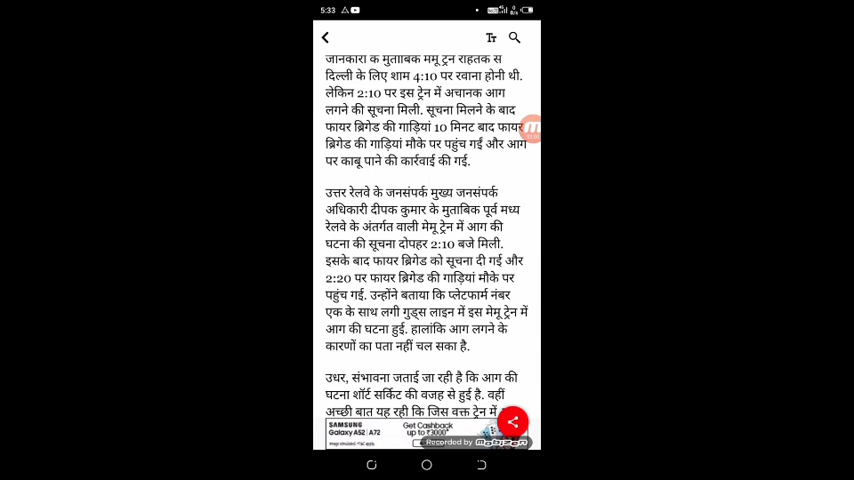 5:33
जानकारी के मुताबिक मेमू ट्रेन रोहतक से
दिल्ली के लिए शाम 4:10 पर रवाना होनी थी.
लेकिन 2:10 पर इस ट्रेन में अचानक आग
लगने की सूचना मिली. सूचना मिलने के बाद
फायर ब्रिगेड की गाड़ियां 10 मिनट बाद फायर
ब्रिगेड की गाड़ियां मौके पर पहुंच गईं और आग
पर काबू पाने की कार्रवाई की गई.
उत्तर रेलवे के जनसंपर्क मुख्य जनसंपर्क
अधिकारी दीपक कुमार के मुताबिक पूर्व मध्य
रेलवे के अंतर्गत वाली मेमू ट्रेन में आग की
घटना की सूचना दोपहर 2:10 बजे मिली.
इसके बाद फायर ब्रिगेड को सूचना दी गई और
2:20 पर फायर ब्रिगेड की गाड़ियां मौके पर
पहुंच गईं. उन्होंने बताया कि प्लेटफार्म नंबर
एक के साथ लगी गुड्स लाइन में इस मेमू ट्रेन में
आग की घटना हुई. हालांकि आग लगने के
कारणों का पता नहीं चल सका है.
उधर, संभावना जताई जा रही है कि आग की
घटना शॉर्ट सर्किट की वजह से हुई है. वहीं
अच्छी बात यह रही कि जिस वक्त ट्रेन में
SAMSUNG
Galaxy A52 | A72
Get Cashback
up to ₹3000*
Recorded by mobizen